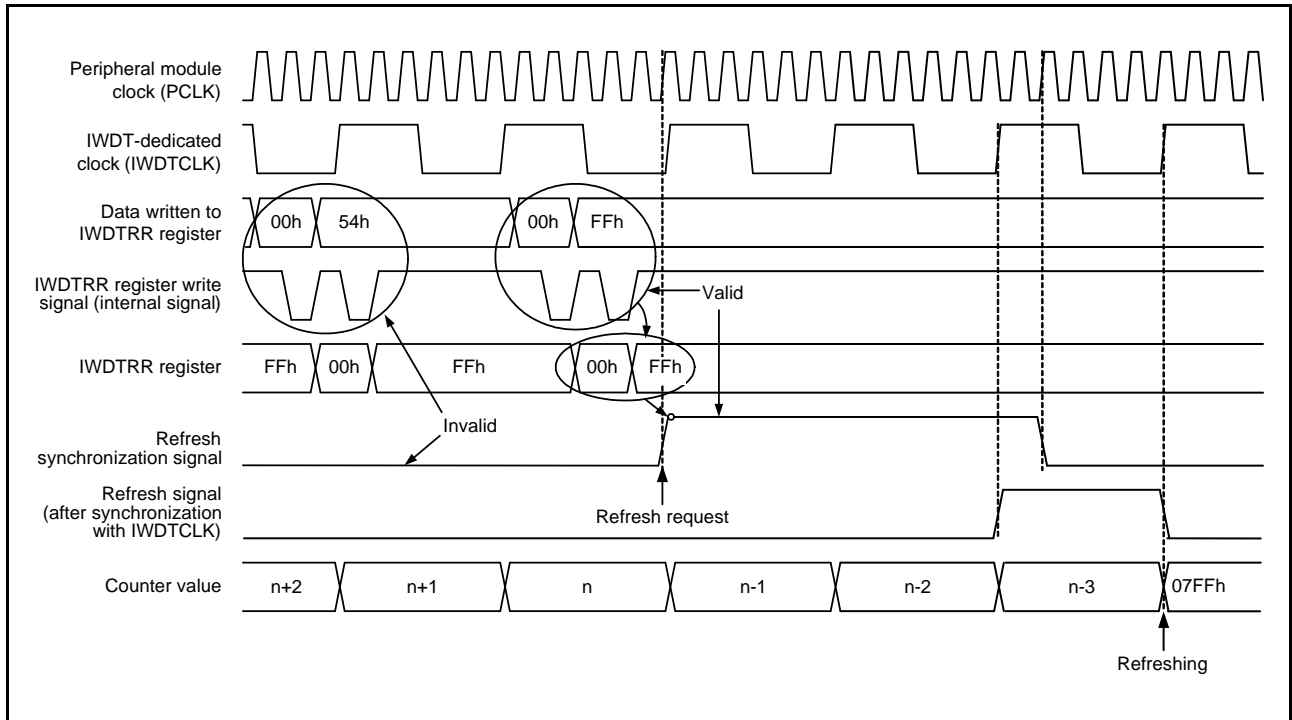 Peripheral module
clock (PCLK)
IWDT-dedicated
clock (IWDTCLK)
Data written to
IWDTRR register
00h
54h
00h
FFh
IWDTRR register write
signal (internal signal)
Valid
IWDTRR register
FFh
00h
FFh
00h
FFh
Invalid
Refresh
synchronization signal
Refresh signal
(after synchronization
with IWDTCLK)
Refresh request
Counter value
n+2
n+1
n
n-1
n-2
n-3
07FFh
Refreshing